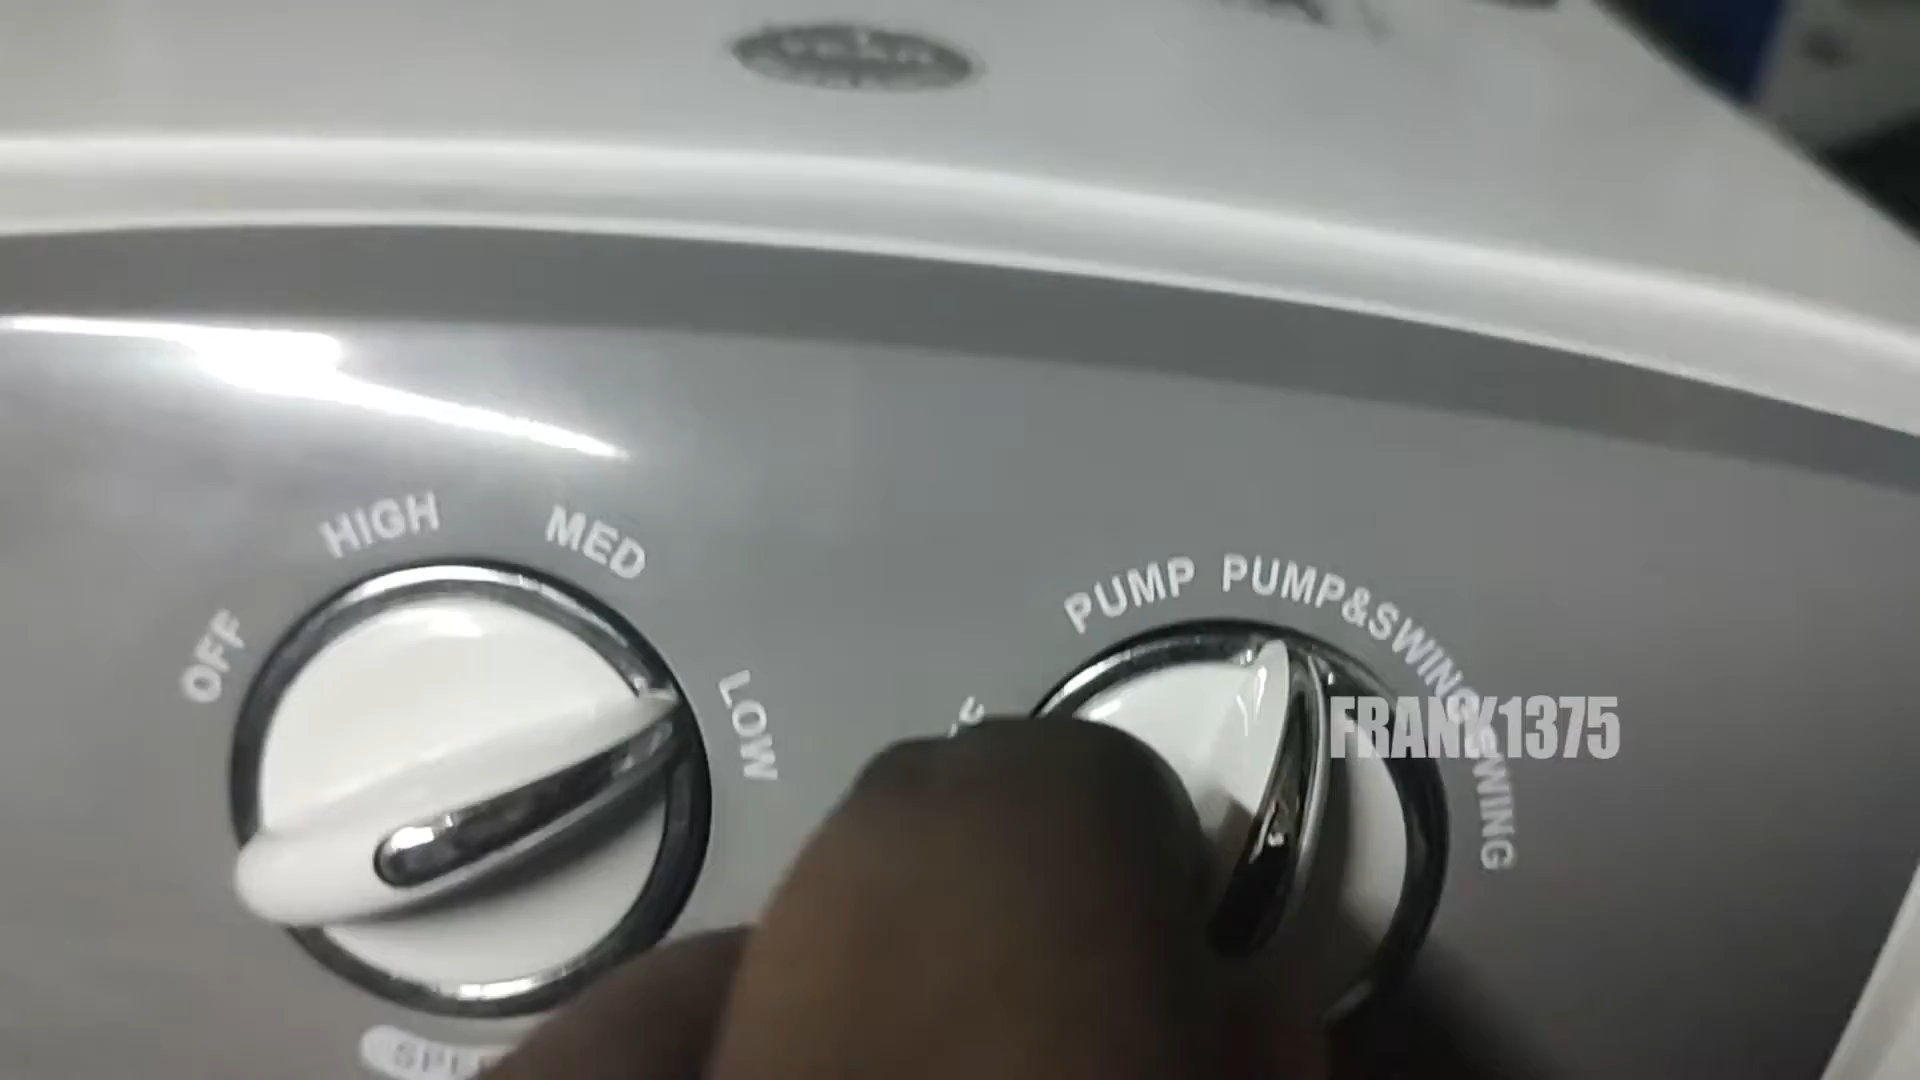 HIGH
MED
OFF
LOW
PUMP
PUMP&SWING
SWING
FRANK1375